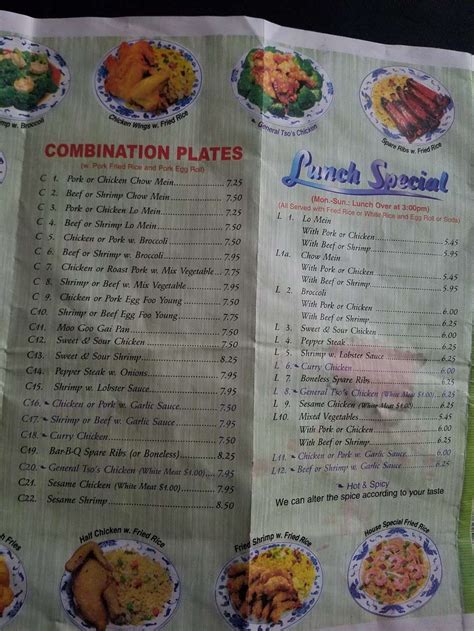 Shrimp w. Broccoli
Chicken Wings w. Fried Rice
General Tso's Chicken
Spare Ribs w. Fried Rice
COMBINATION PLATES
(w. Pork Fried Rice and Pork Egg Roll)
C 1. Pork or Chicken Chow Mein 7.25
C 2. Beef or Shrimp Chow Mein 7.50
C 3. Pork or Chicken Lo Mein 7.25
C 4. Beef or Shrimp Lo Mein 7.50
C 5. Chicken or Pork w. Broccoli 7.50
C 6. Beef or Shrimp w. Broccoli 7.95
C 7. Chicken or Roast Pork w. Mix Vegetable 7.75
C 8. Shrimp or Beef w. Mix Vegetable 7.95
C 9. Chicken or Pork Egg Foo Young 7.50
C10. Shrimp or Beef Egg Foo Young 7.75
C11. Moo Goo Gai Pan 7.50
C12. Sweet & Sour Chicken 7.50
C13. Sweet & Sour Shrimp 8.25
C14. Pepper Steak w. Onions 7.95
C15. Shrimp w. Lobster Sauce 7.95
C16. Chicken or Pork w. Garlic Sauce
C17. Shrimp or Beef w. Garlic Sauce 7.95
C18. Curry Chicken 7.50
C19. Bar-B-Q Spare Ribs (or Boneless) 8.25
C20. General Tso's Chicken (White Meat $1.00) 7.95
C21. Sesame Chicken (White Meat $1.00) 7.95
C22. Sesame Shrimp 8.50
Lunch Special
(Mon.-Sun.: Lunch Over at 3:00pm)
(All Served with Fried Rice or White Rice and Egg Roll or Soda)
L 1. Lo Mein
With Pork or Chicken 5.45
With Beef or Shrimp 5.95
L1a. Chow Mein
With Pork or Chicken 5.45
With Beef or Shrimp 5.95
L 2. Broccoli
With Pork or Chicken 6.00
With Beef or Shrimp 6.25
L 3. Sweet & Sour Chicken
L 4. Pepper Steak 6.25
L 5. Shrimp w. Lobster Sauce 6.25
L 6. Curry Chicken 6.00
L 7. Boneless Spare Ribs 6.25
L 8. General Tso's Chicken (White Meat $1.00) 6.25
L 9. Sesame Chicken (White Meat $1.00) 6.25
L10. Mixed Vegetables
With Pork or Chicken
With Beef or Shrimp
L11. Chicken or Pork w. Garlic Sauce 6.00
L12. Beef or Shrimp w. Garlic Sauce 6.25
Hot & Spicy
We can alter the spice according to your taste
Half Chicken w. Fried Rice
Fried Shrimp w. Fried Rice
House Special Fried Rice